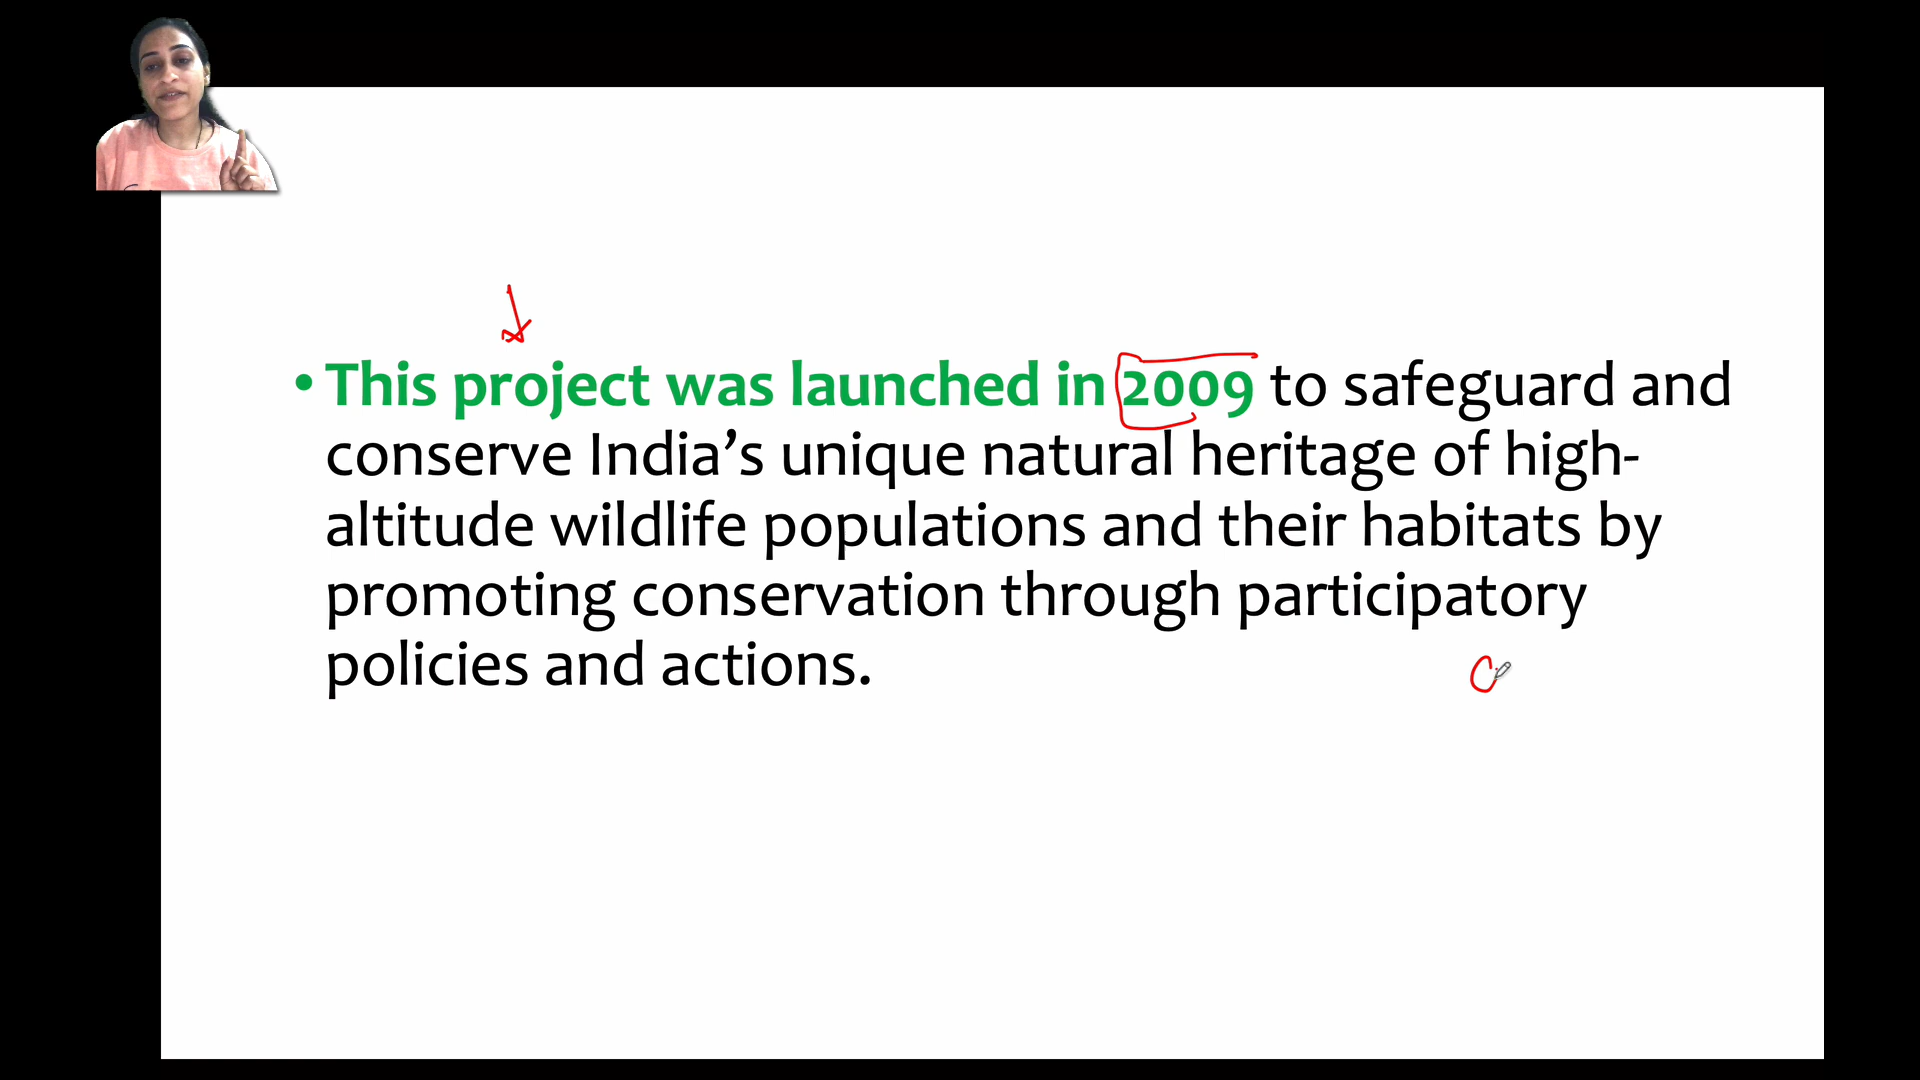 • This project was launched in 2009 to safeguard and
conserve India’s unique natural heritage of high-
altitude wildlife populations and their habitats by
promoting conservation through participatory
policies and actions.